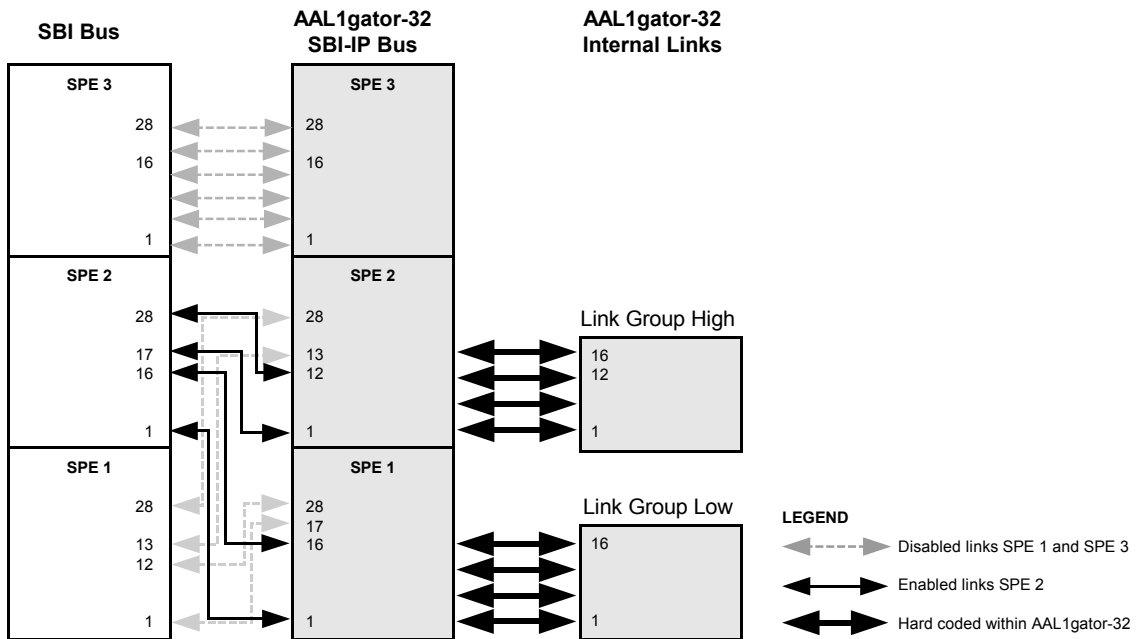 SBI Bus
AAL1gator-32
SBI-IP Bus
AAL1gator-32
Internal Links
SPE 3
28
16
1
SPE 2
28
17
16
1
SPE 1
28
13
12
1
SPE 3
28
16
1
SPE 2
28
13
12
1
SPE 1
28
17
16
1
Link Group High
16
12
1
Link Group Low
16
1
LEGEND
Disabled links SPE 1 and SPE 3
Enabled links SPE 2
Hard coded within AAL1gator-32